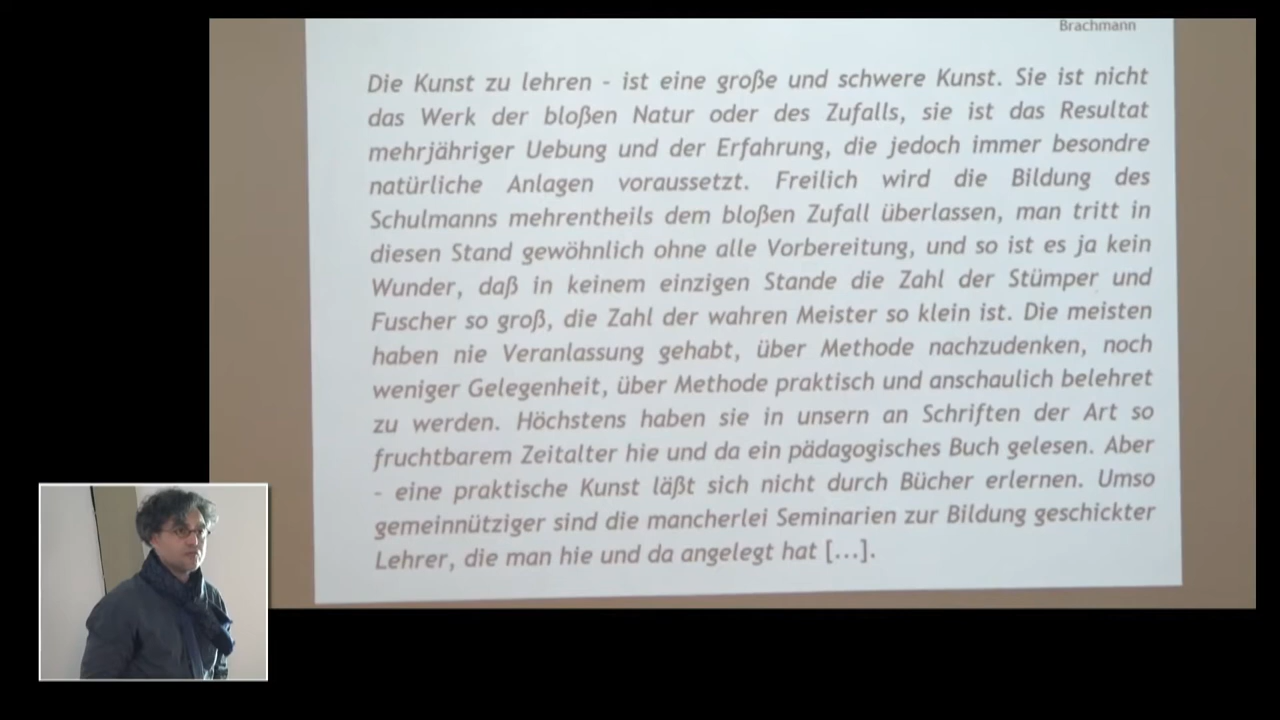 Brachmann
Die Kunst zu lehren - ist eine große und schwere Kunst. Sie ist nicht
das Werk der bloßen Natur oder des Zufalls, sie ist das Resultat
mehrjähriger Uebung und der Erfahrung, die jedoch immer besondre
natürliche Anlagen voraussetzt. Freilich wird die Bildung des
Schulmanns mehrentheils dem bloßen Zufall überlassen, man tritt in
diesen Stand gewöhnlich ohne alle Vorbereitung, und so ist es ja kein
Wunder, daß in keinem einzigen Stande die Zahl der Stümper und
Fuscher so groß, die Zahl der wahren Meister so klein ist. Die meisten
haben nie Veranlassung gehabt, über Methode nachzudenken, noch
weniger Gelegenheit, über Methode praktisch und anschaulich belehret
zu werden. Höchstens haben sie in unsern an Schriften der Art so
fruchtbarem Zeitalter hie und da ein pädagogisches Buch gelesen. Aber
- eine praktische Kunst läßt sich nicht durch Bücher erlernen. Umso
gemeinnütziger sind die mancherlei Seminarien zur Bildung geschickter
Lehrer, die man hie und da angelegt hat [...].